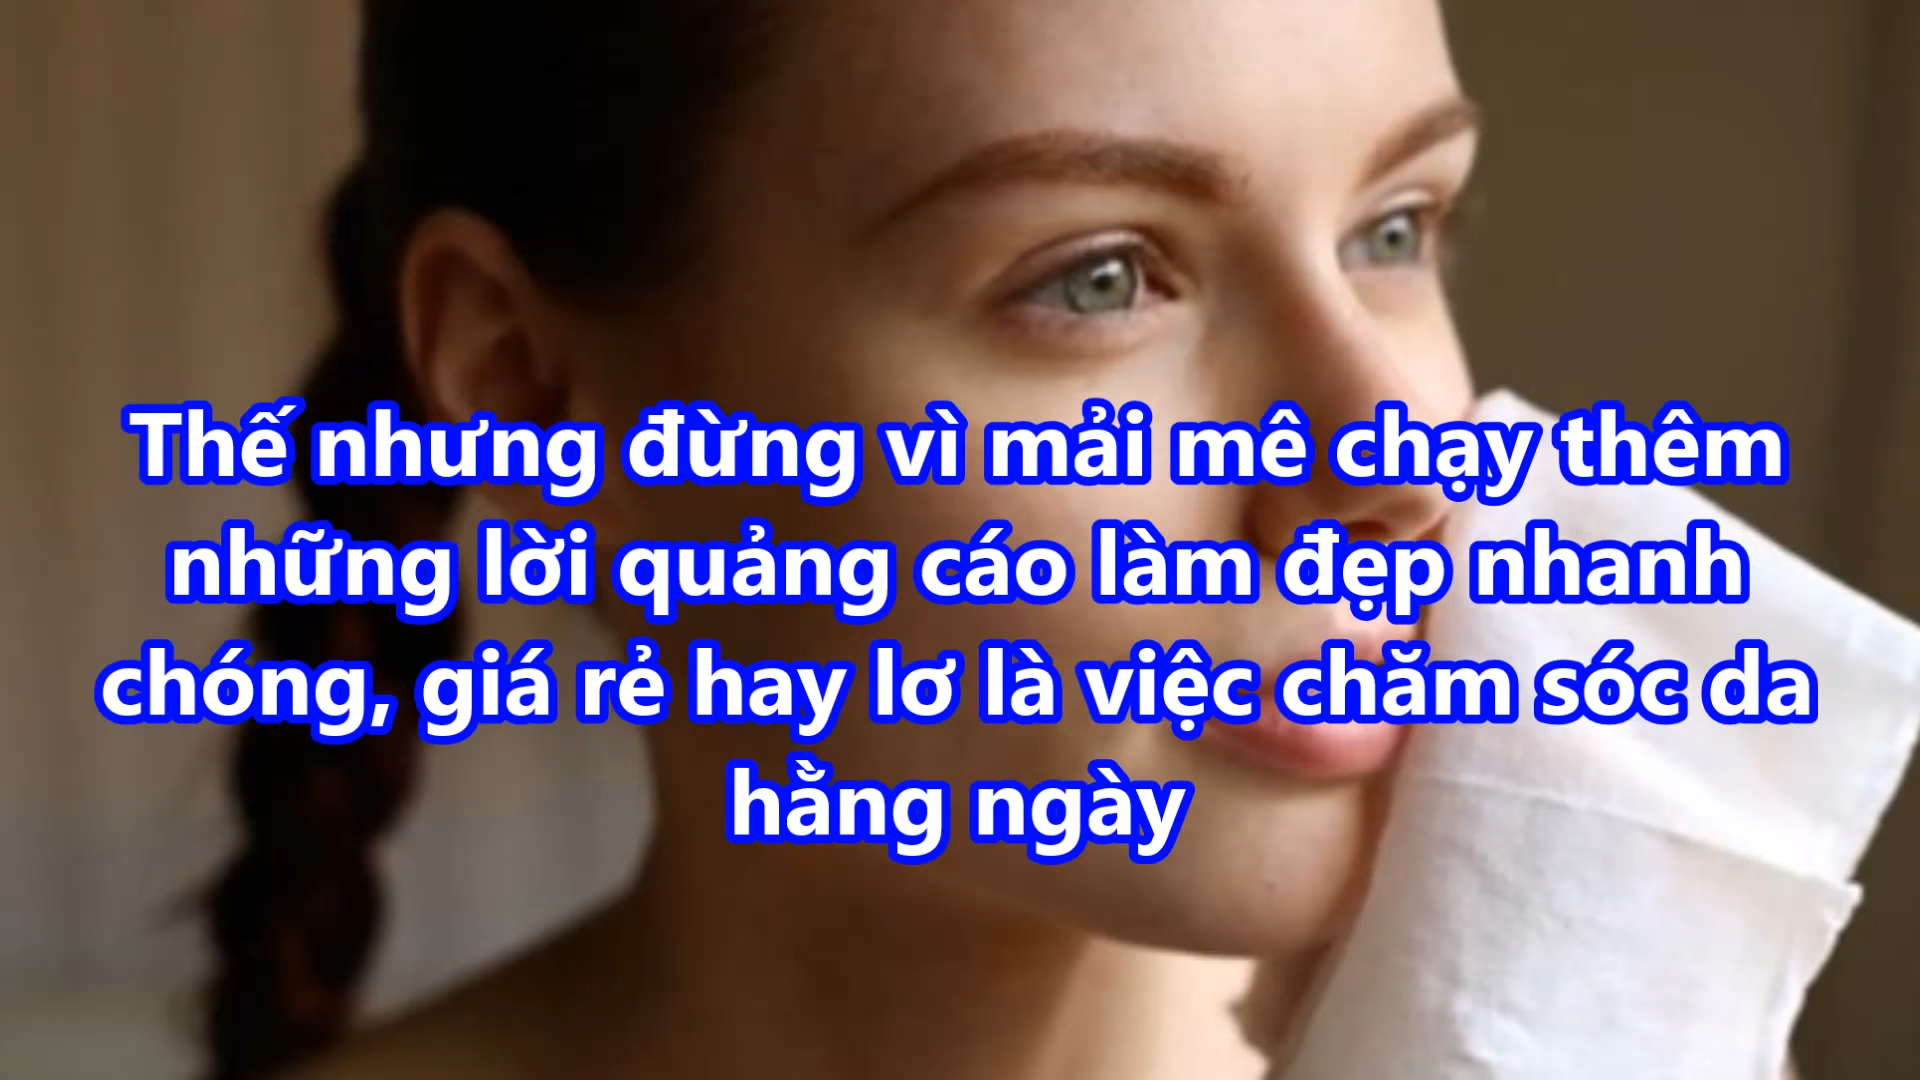 Thế nhưng đừng vì mải mê chạy thêm
những lời quảng cáo làm đẹp nhanh
chóng, giá rẻ hay lơ là việc chăm sóc da
hằng ngày